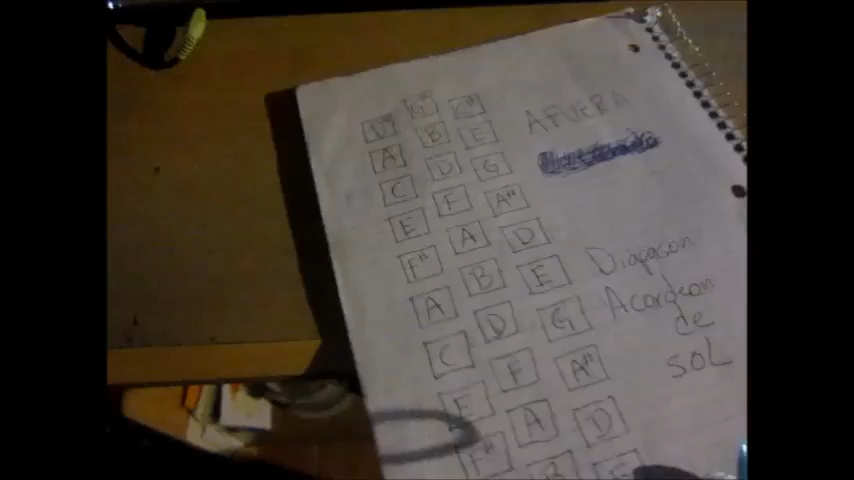 D# G# C#
A B E
AFUERA
C D G
E F A#
F# A D
A B E
Diapason
C D G
Acordeon
de
E F A#
SOL
F# A D
B E